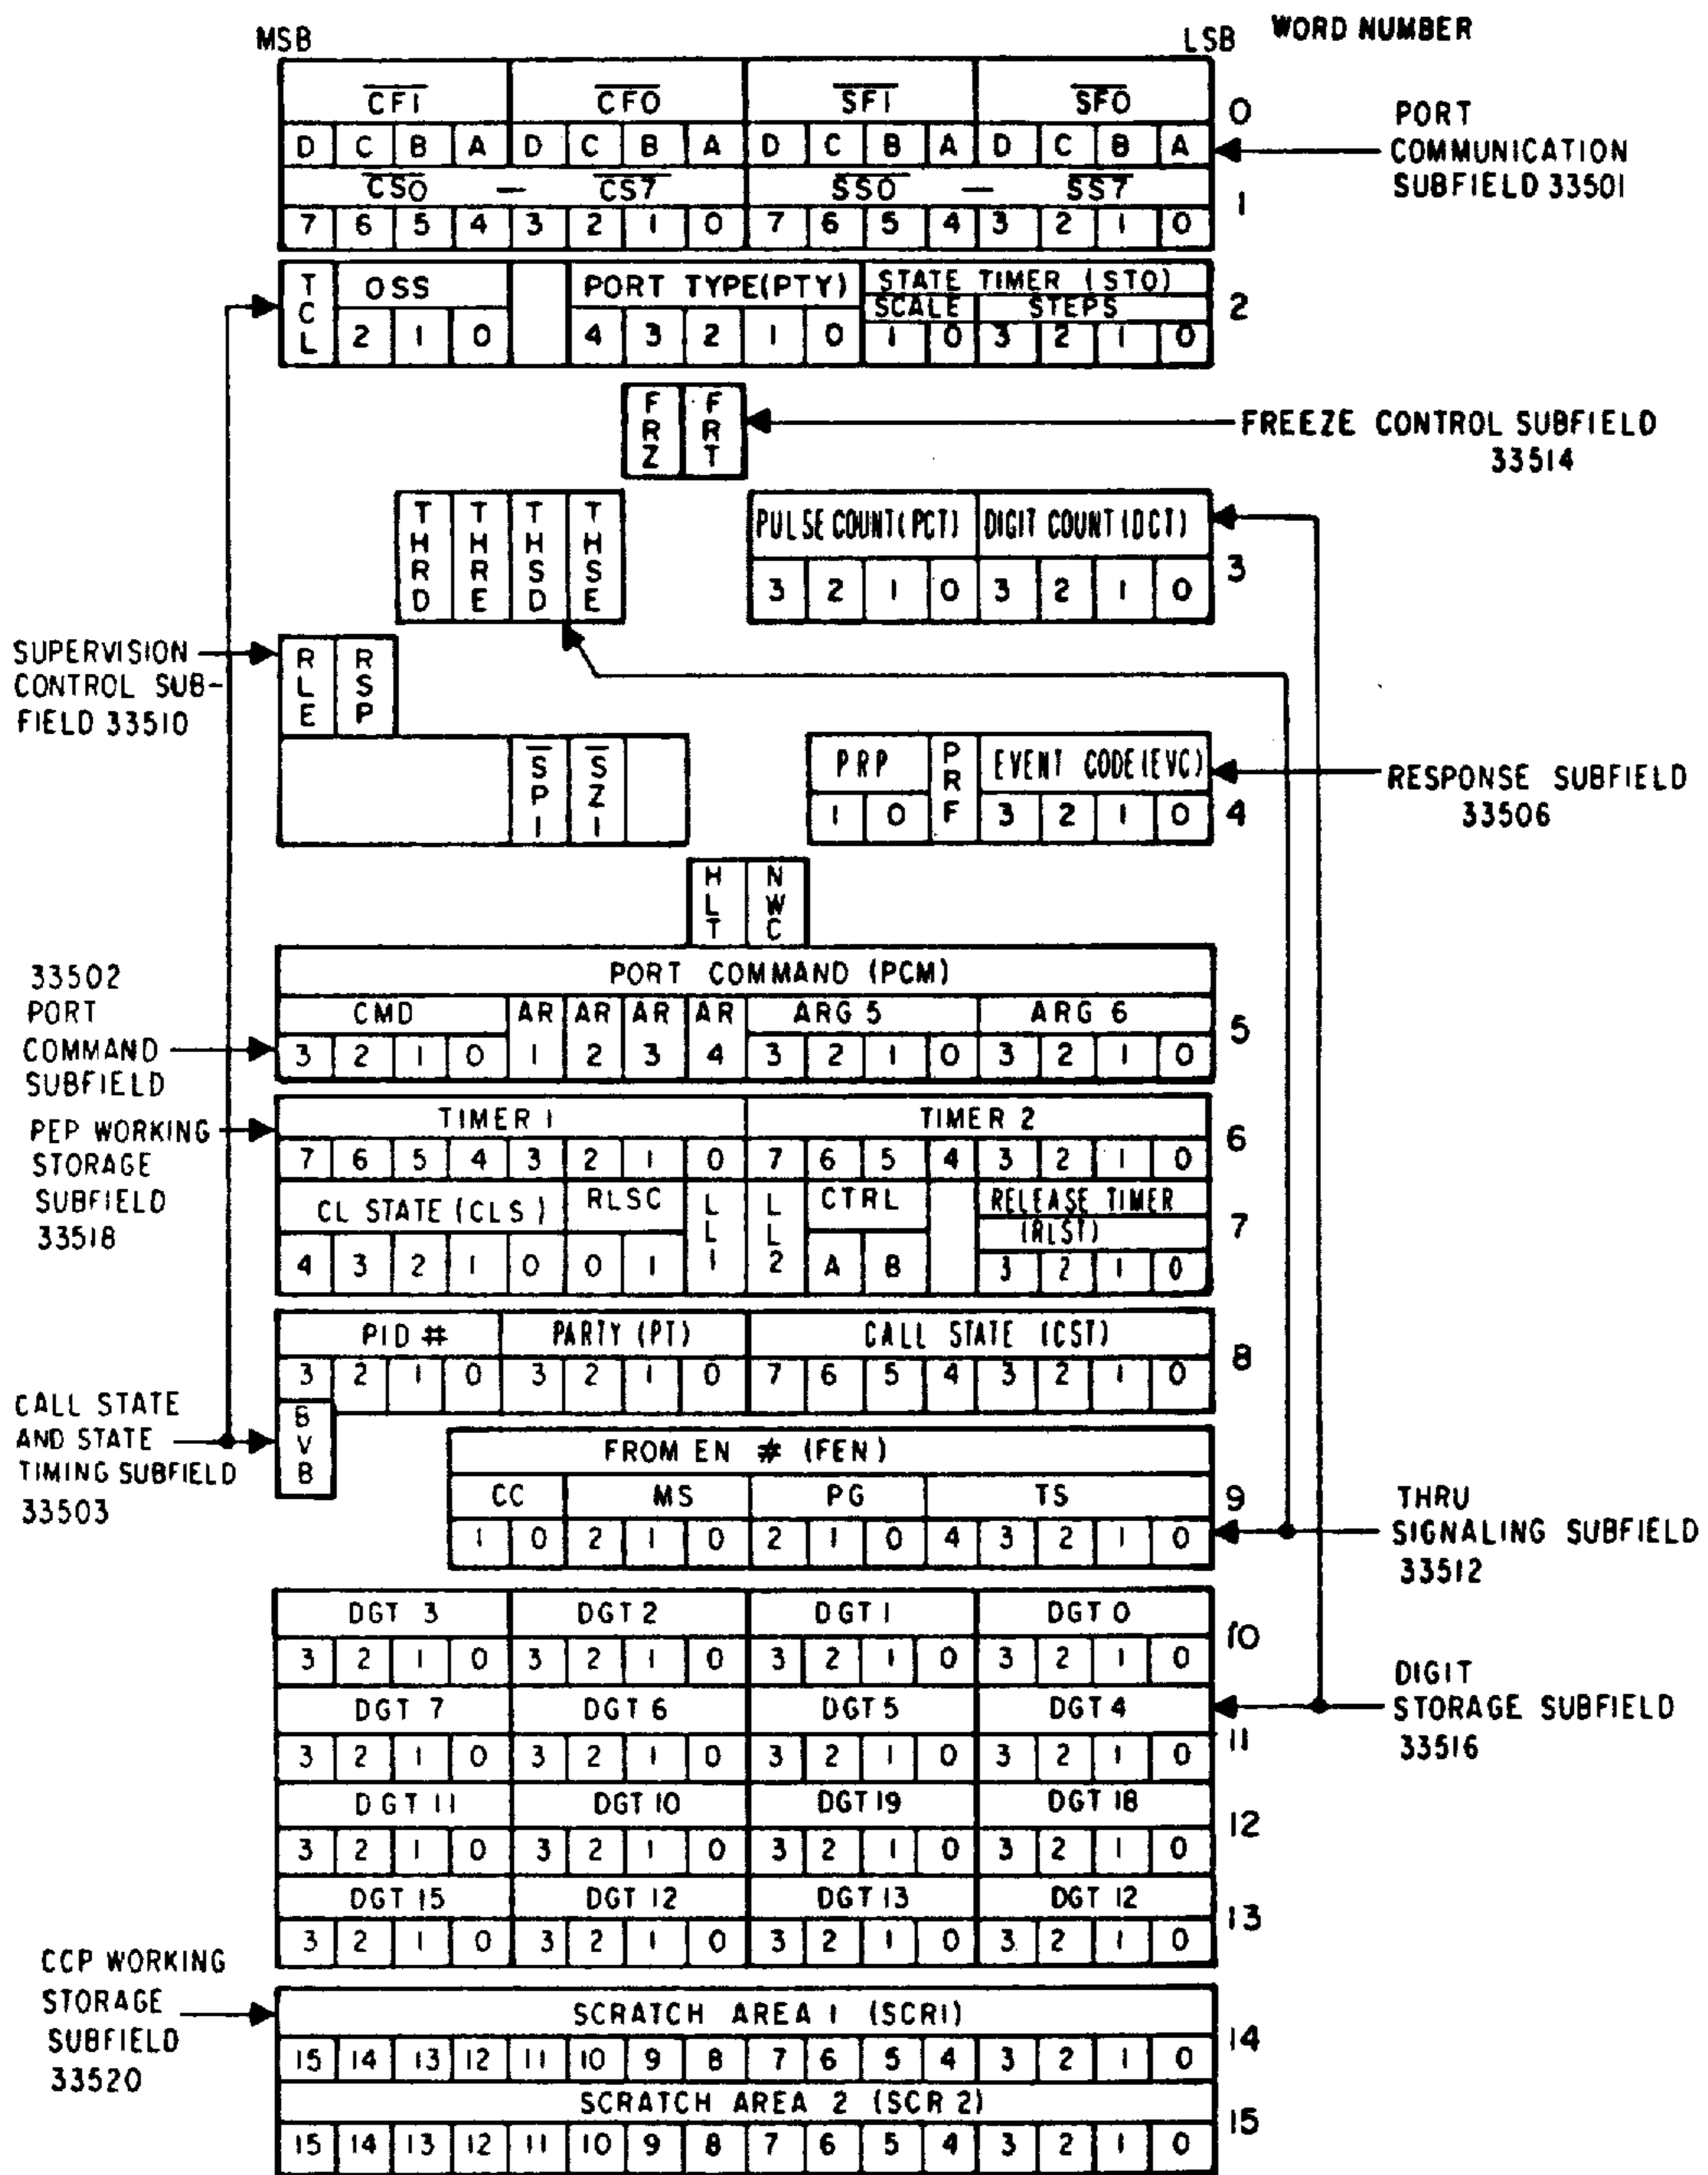 MSB LSB WORD NUMBER
CF1 CF0 SF1 SF0 0
D C B A D C B A D C B A D C B A
PORT
COMMUNICATION
SUBFIELD 33501
CS0 — CS7 SS0 — SS7 1
7 6 5 4 3 2 1 0 7 6 5 4 3 2 1 0
TCL OSS PORT TYPE(PTY) STATE TIMER (STO)
SCALE STEPS 2
2 1 0 4 3 2 1 0 1 0 3 2 1 0
FRZ FRT
FREEZE CONTROL SUBFIELD
33514
THRD THRE THSD THSE PULSE COUNT(PCT) DIGIT COUNT(DCT) 3
3 2 1 0 3 2 1 0
SUPERVISION
CONTROL SUB-
FIELD 33510
RLE RSP
SP1 SZ1 PRP PRF EVENT CODE(EVC)
1 0 3 2 1 0 4
RESPONSE SUBFIELD
33506
HLT NWC
33502
PORT
COMMAND
SUBFIELD
PORT COMMAND (PCM)
CMD AR AR AR AR ARG 5 ARG 6 5
3 2 1 0 1 2 3 4 3 2 1 0 3 2 1 0
PEP WORKING
STORAGE
SUBFIELD
33518
TIMER 1 TIMER 2 6
7 6 5 4 3 2 1 0 7 6 5 4 3 2 1 0
CL STATE (CLS) RLSC LL1 LL2 CTRL RELEASE TIMER
(RLST) 7
4 3 2 1 0 0 1 A B 3 2 1 0
PID # PARTY (PT) CALL STATE (CST) 8
3 2 1 0 3 2 1 0 7 6 5 4 3 2 1 0
CALL STATE
AND STATE
TIMING SUBFIELD
33503
BVB
FROM EN # (FEN)
CC MS PG TS 9
1 0 2 1 0 2 1 0 4 3 2 1 0
THRU
SIGNALING SUBFIELD
33512
DGT 3 DGT 2 DGT 1 DGT 0 10
3 2 1 0 3 2 1 0 3 2 1 0 3 2 1 0
DGT 7 DGT 6 DGT 5 DGT 4 11
3 2 1 0 3 2 1 0 3 2 1 0 3 2 1 0
DIGIT
STORAGE SUBFIELD
33516
DGT 11 DGT 10 DGT 19 DGT 18 12
3 2 1 0 3 2 1 0 3 2 1 0 3 2 1 0
DGT 15 DGT 12 DGT 13 DGT 12 13
3 2 1 0 3 2 1 0 3 2 1 0 3 2 1 0
CCP WORKING
STORAGE
SUBFIELD
33520
SCRATCH AREA 1 (SCR1) 14
15 14 13 12 11 10 9 8 7 6 5 4 3 2 1 0
SCRATCH AREA 2 (SCR 2) 15
15 14 13 12 11 10 9 8 7 6 5 4 3 2 1 0